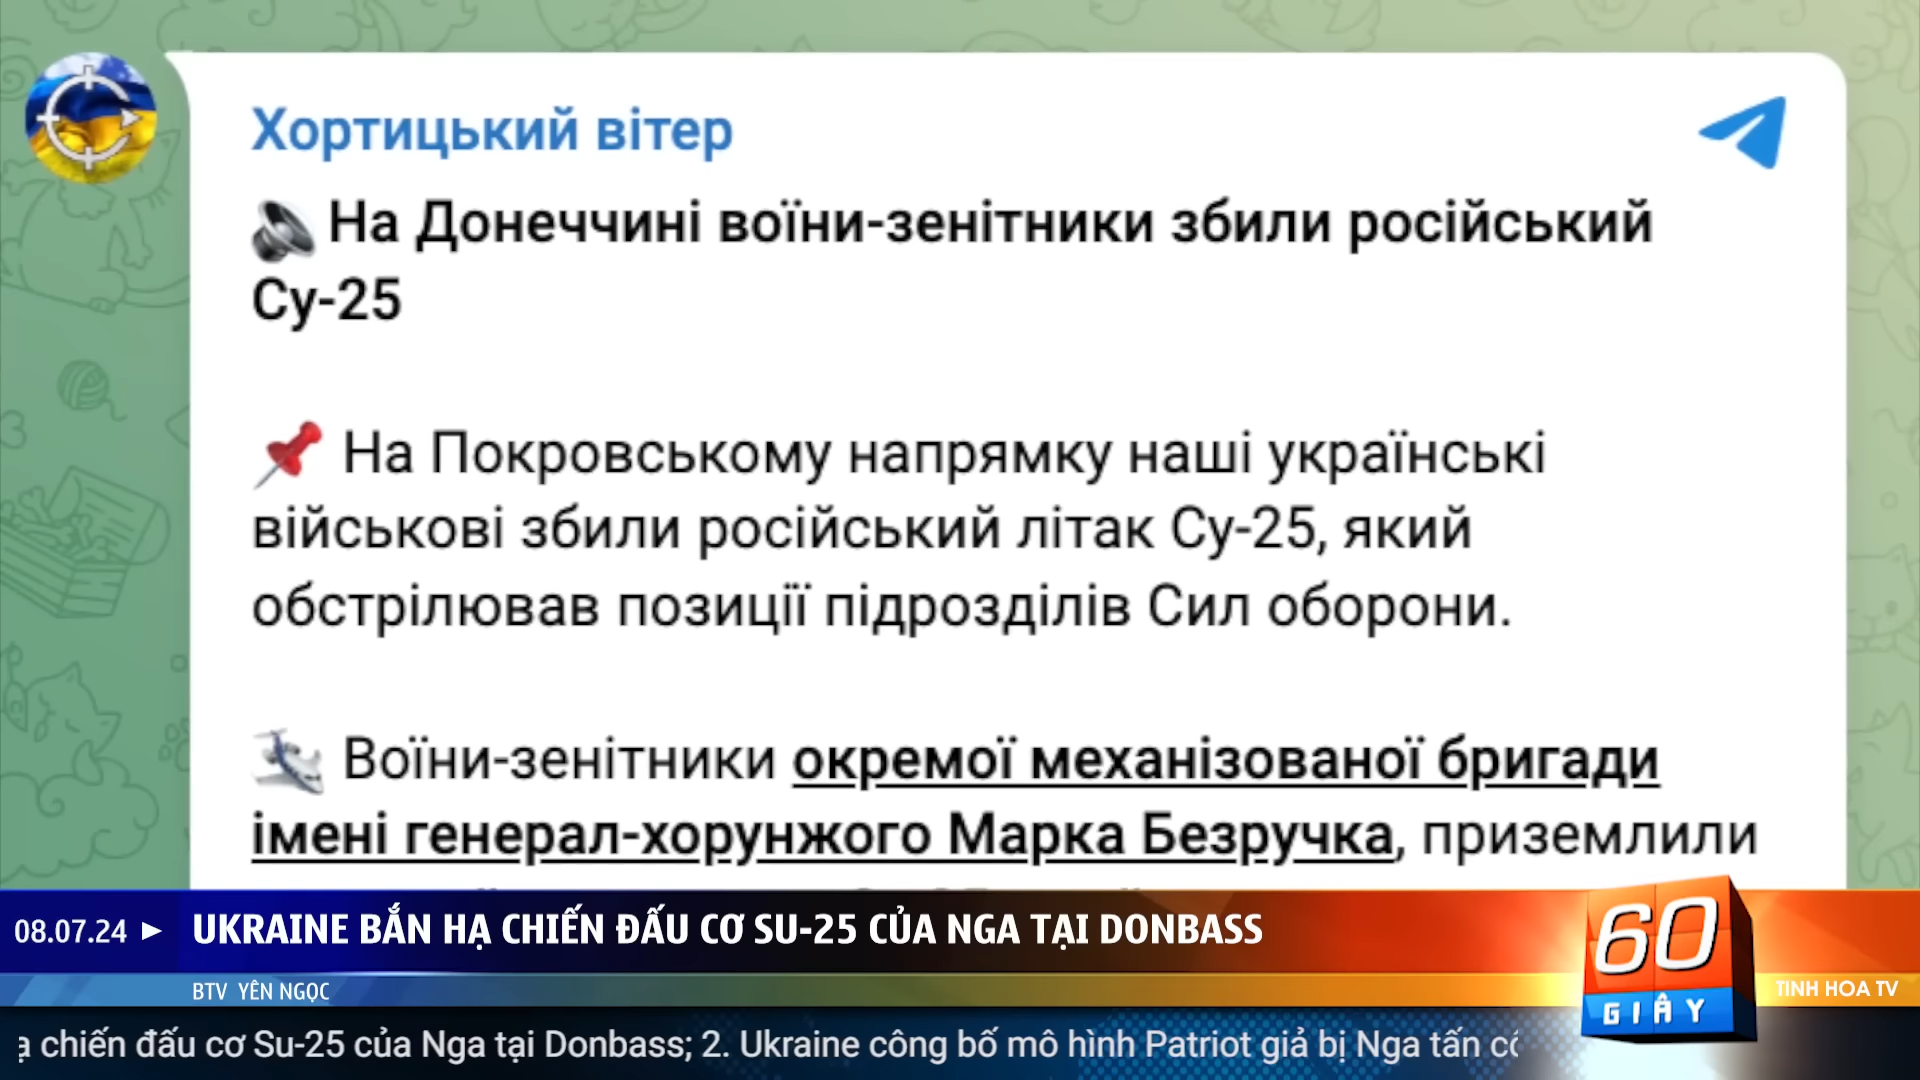 Хортицький вітер
На Донеччині воїни-зенітники збили російський
Су-25
На Покровському напрямку наші українські
військові збили російський літак Су-25, який
обстрілював позиції підрозділів Сил оборони.
Воїни-зенітники окремої механізованої бригади
імені генерал-хорунжого Марка Безручка, приземлили
08.07.24 ► UKRAINE BẮN HẠ CHIẾN ĐẤU CƠ SU-25 CỦA NGA TẠI DONBASS
60
GIÂY
BTV YÊN NGỌC
TINH HOA TV
ạ chiến đấu cơ Su-25 của Nga tại Donbass; 2. Ukraine công bố mô hình Patriot giả bị Nga tấn